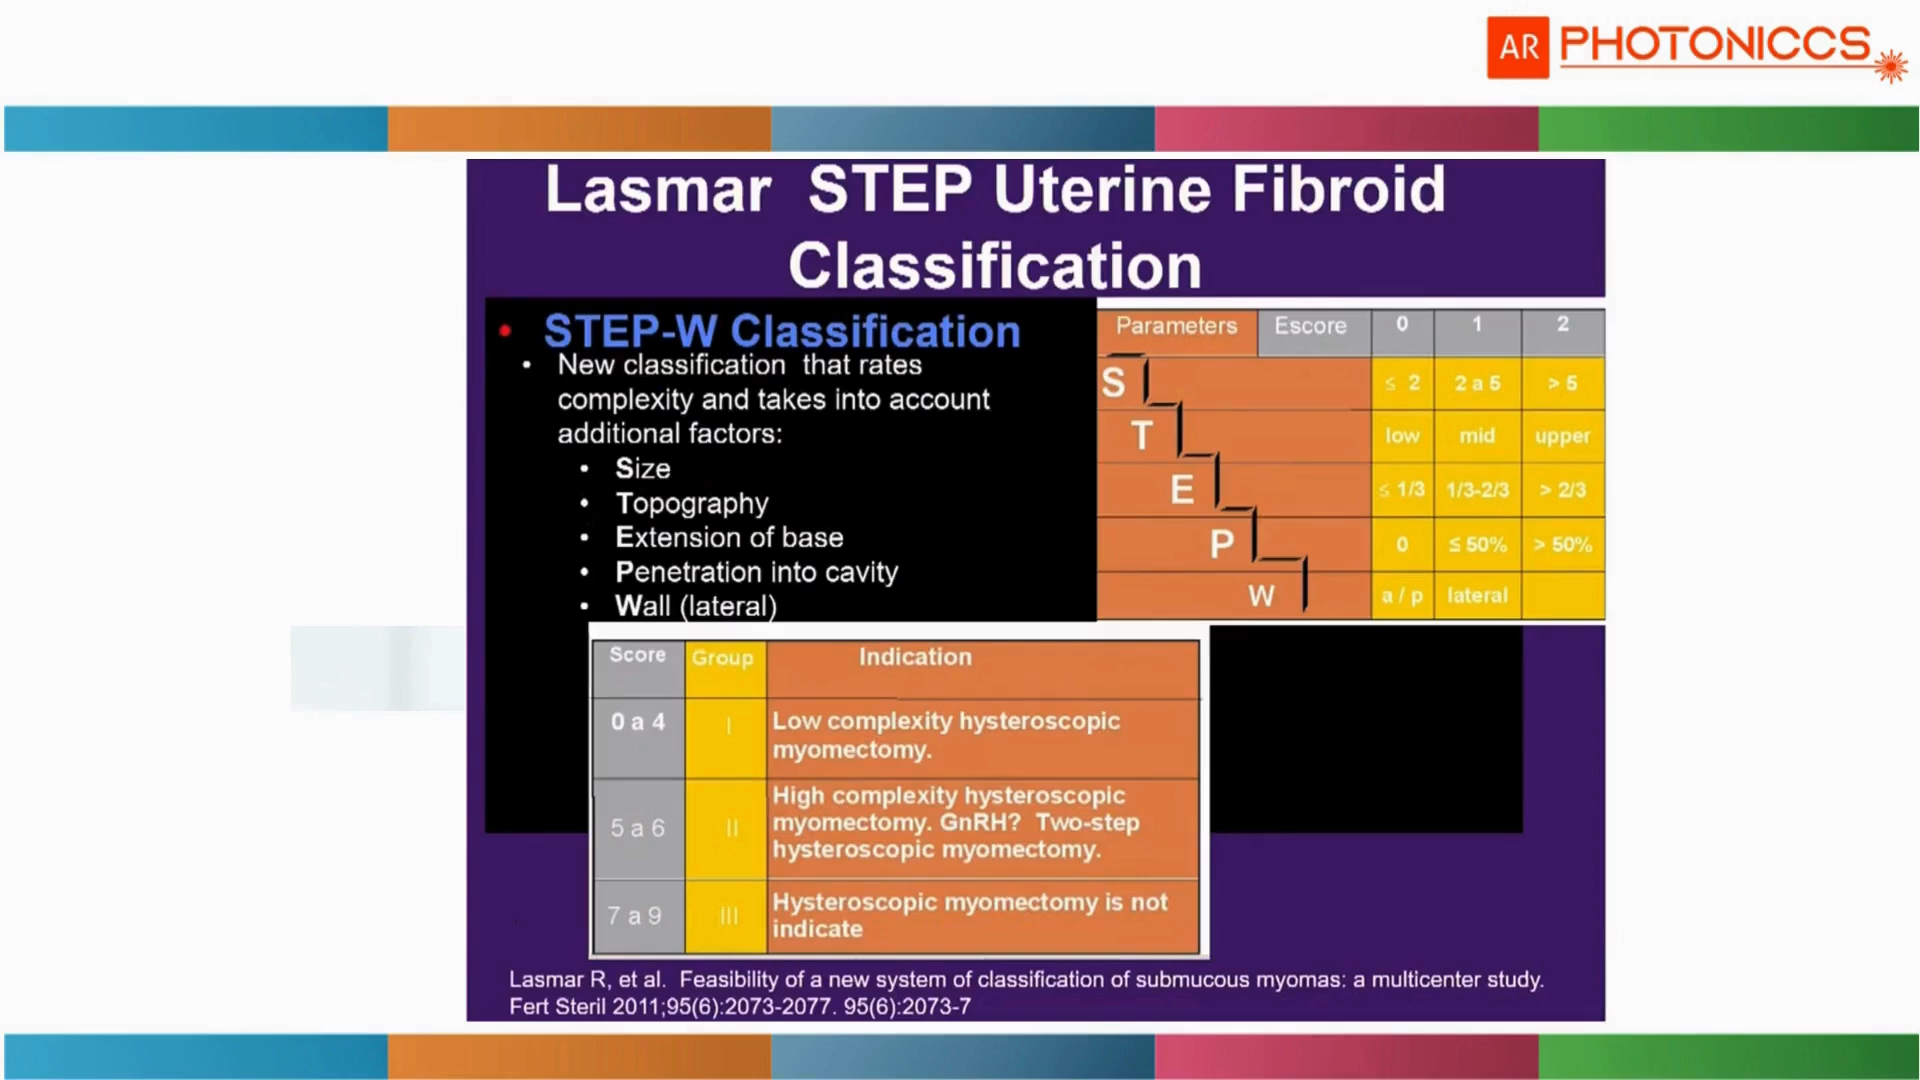 AR PHOTONICCS
Lasmar STEP Uterine Fibroid
Classification
• STEP-W Classification
• New classification that rates
complexity and takes into account
additional factors:
• Size
• Topography
• Extension of base
• Penetration into cavity
• Wall (lateral)
Parameters Escore 0 1 2
S ≤ 2 2 a 5 > 5
T low mid upper
E ≤ 1/3 1/3-2/3 > 2/3
P 0 ≤ 50% > 50%
W a / p lateral
Score Group Indication
0 a 4 I Low complexity hysteroscopic
myomectomy.
5 a 6 II High complexity hysteroscopic
myomectomy. GnRH? Two-step
hysteroscopic myomectomy.
7 a 9 III Hysteroscopic myomectomy is not
indicate
Lasmar R, et al. Feasibility of a new system of classification of submucous myomas: a multicenter study.
Fert Steril 2011;95(6):2073-2077. 95(6):2073-7